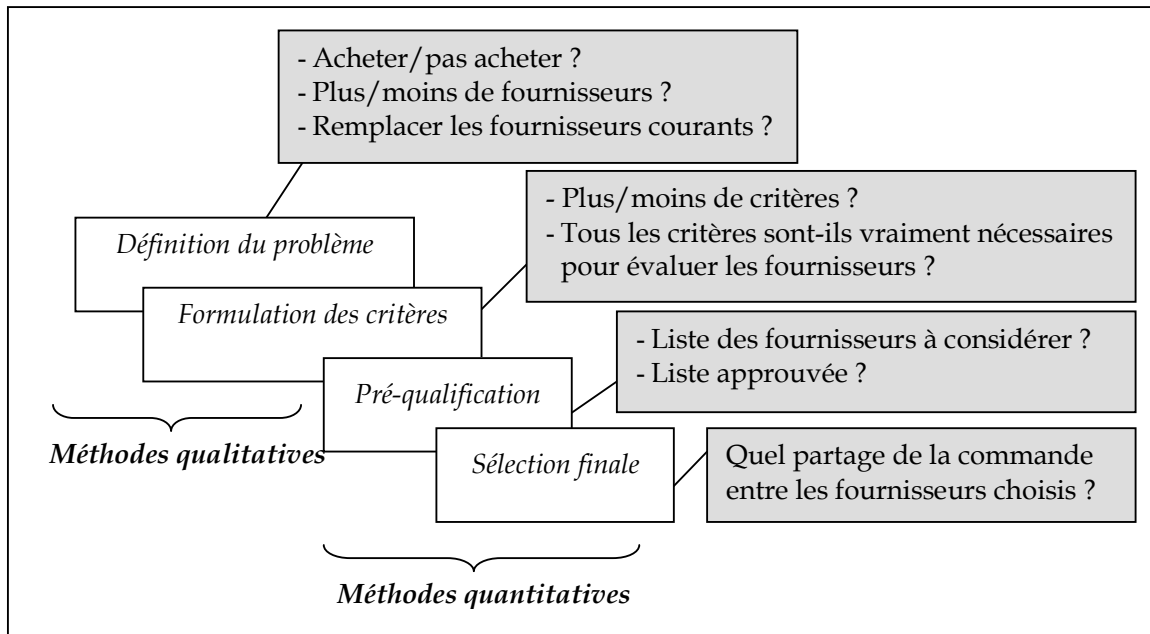 - Acheter/pas acheter ?
- Plus/moins de fournisseurs ?
- Remplacer les fournisseurs courants ?
Définition du problème
- Plus/moins de critères ?
- Tous les critères sont-ils vraiment nécessaires
pour évaluer les fournisseurs ?
Formulation des critères
- Liste des fournisseurs à considérer ?
- Liste approuvée ?
Pré-qualification
Méthodes qualitatives
Sélection finale
Quel partage de la commande
entre les fournisseurs choisis ?
Méthodes quantitatives